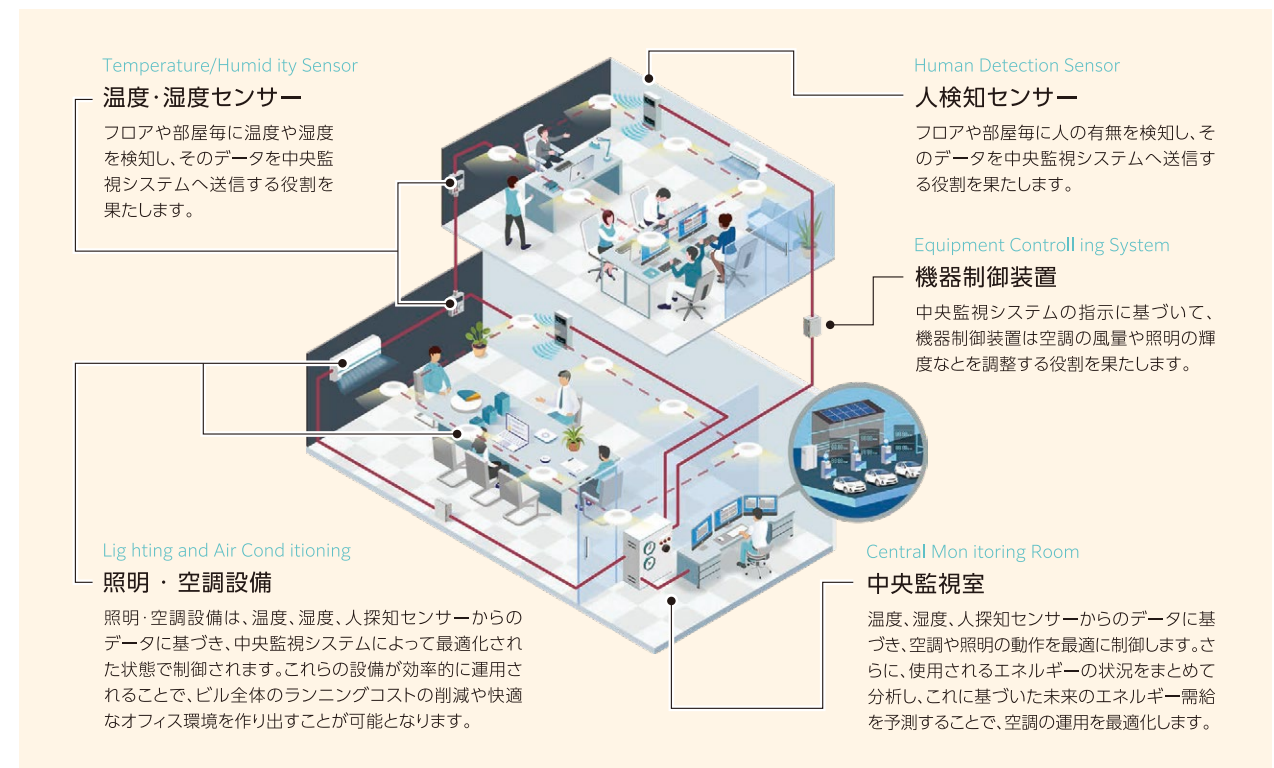 Temperature/Humid ity Sensor
温度・湿度センサー
フロアや部屋毎に温度や湿度
を検知し、そのデータを中央監
視システムへ送信する役割を
果たします。
Human Detection Sensor
人検知センサー
フロアや部屋毎に人の有無を検知し、そ
のデータを中央監視システムへ送信す
る役割を果たします。
Equipment Controll ing System
機器制御装置
中央監視システムの指示に基づいて、
機器制御装置は空調の風量や照明の輝
度なとを調整する役割を果たします。
Lig hting and Air Cond itioning
照明 ・ 空調設備
照明・空調設備は、温度、湿度、人探知センサーからの
データに基づき、中央監視システムによって最適化され
た状態で制御されます。これらの設備が効率的に運用さ
れることで、ビル全体のランニングコストの削減や快適
なオフィス環境を作り出すことが可能となります。
Central Mon itoring Room
中央監視室
温度、湿度、人探知センサーからのデータに基
づき、空調や照明の動作を最適に制御します。さ
らに、使用されるエネルギーの状況をまとめて
分析し、これに基づいた未来のエネルギー需給
を予測することで、空調の運用を最適化します。